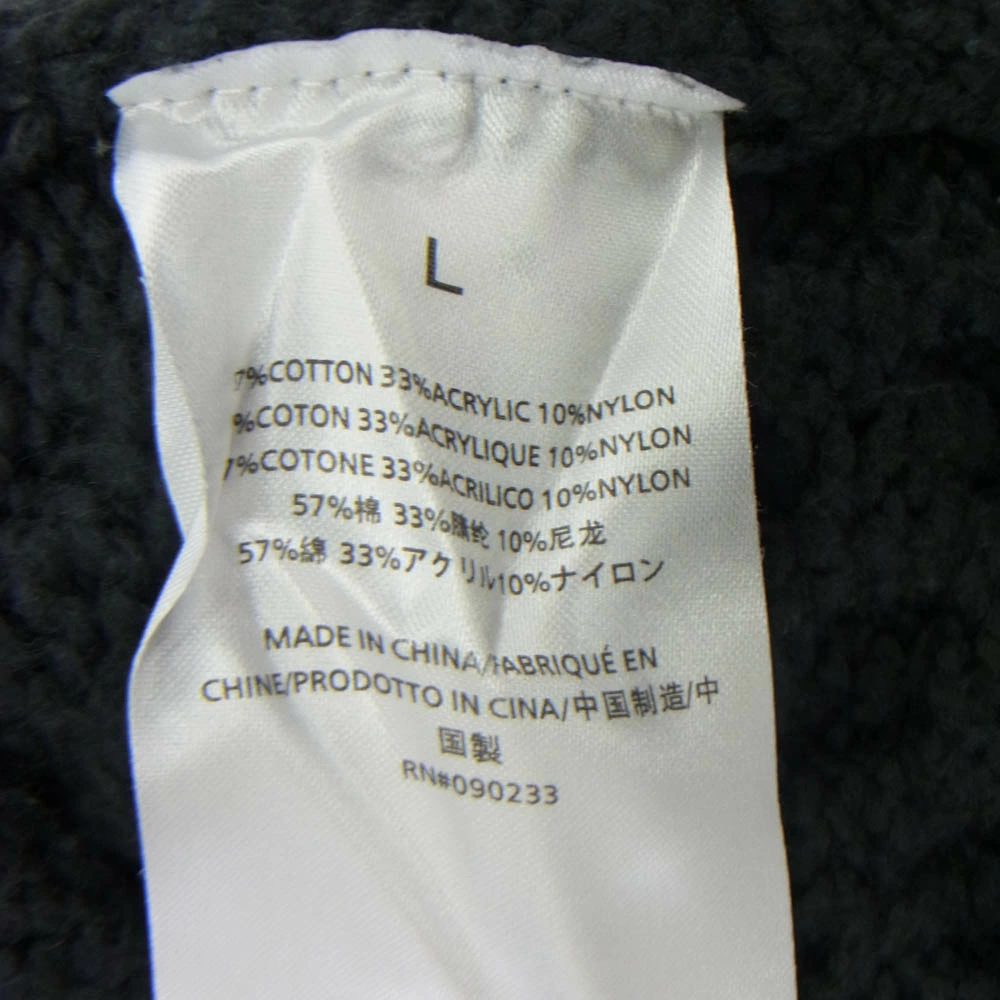 L
7%COTTON 33%ACRYLIC 10%NYLON
%COTON 33%ACRYLIQUE 10%NYLON
7%COTONE 33%ACRILICO 10%NYLON
57%棉 33%腈纶 10%尼龙
57%綿 33%アクリル10%ナイロン
MADE IN CHINA/FABRIQUÉ EN
CHINE/PRODOTTO IN CINA/中国制造/中
国製
RN#090233